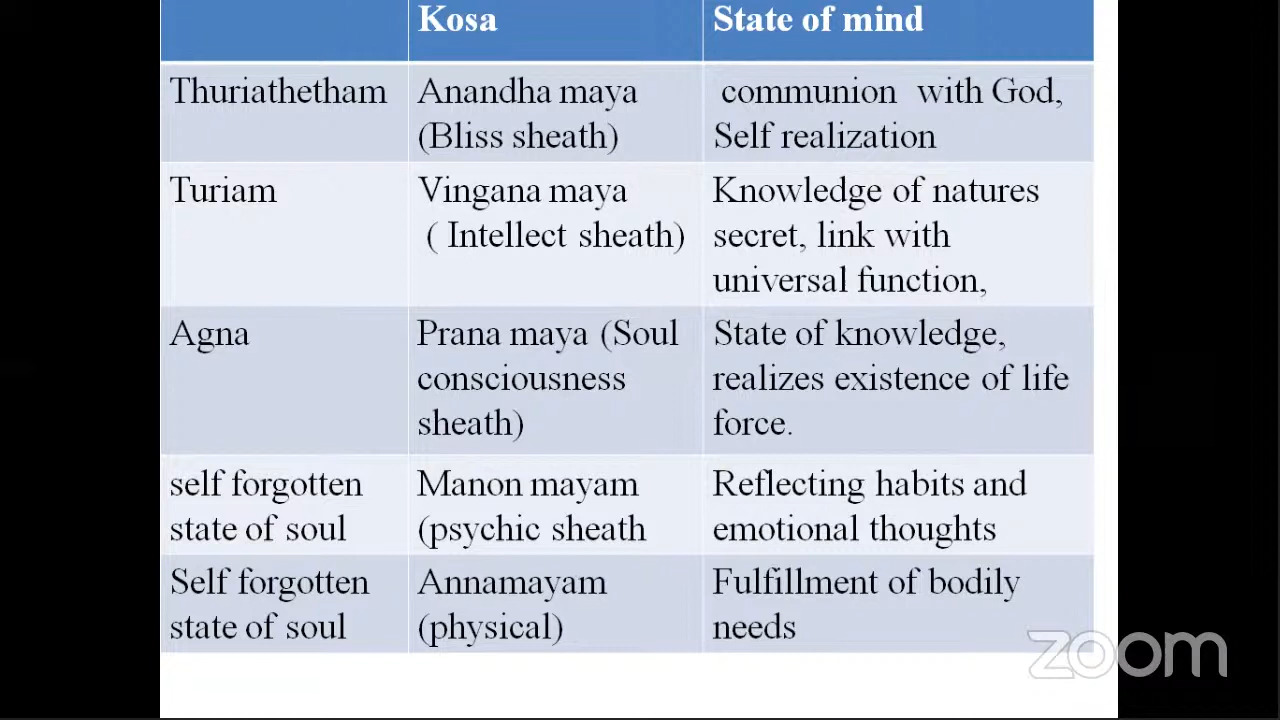 Kosa State of mind
Thuriathetham Anandha maya communion with God,
(Bliss sheath) Self realization
Turiam Vingana maya Knowledge of natures
( Intellect sheath) secret, link with
universal function,
Agna Prana maya (Soul State of knowledge,
consciousness realizes existence of life
sheath) force.
self forgotten Manon mayam Reflecting habits and
state of soul (psychic sheath emotional thoughts
Self forgotten Annamayam Fulfillment of bodily
state of soul (physical) needs
zoom